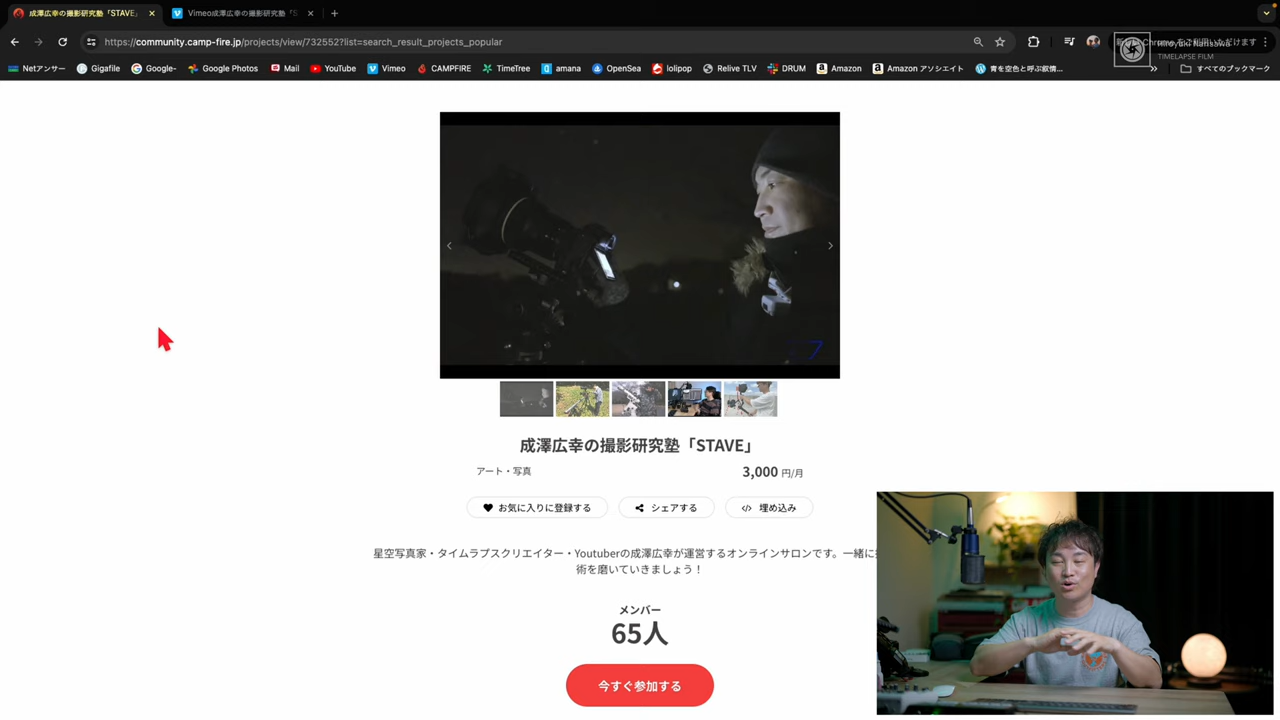 成澤広幸の撮影研究塾「STAVE」
Vimeo成澤広幸の撮影研究塾「S
https://community.camp-fire.jp/projects/view/732552?list=search_result_projects_popular
Hiroyuki Narisawa
TIMELAPSE FILM
Netアンサー Gigafile Google- Google Photos Mail YouTube Vimeo CAMPFIRE TimeTree amana OpenSea lolipop Relive TLV DRUM Amazon Amazon アソシエイト 青を空色と呼ぶ叙情... すべてのブックマーク
成澤広幸の撮影研究塾「STAVE」
アート・写真
3,000 円/月
お気に入りに登録する シェアする 埋め込み
星空写真家・タイムラプスクリエイター・Youtuberの成澤広幸が運営するオンラインサロンです。一緒に
術を磨いていきましょう！
メンバー
65人
今すぐ参加する